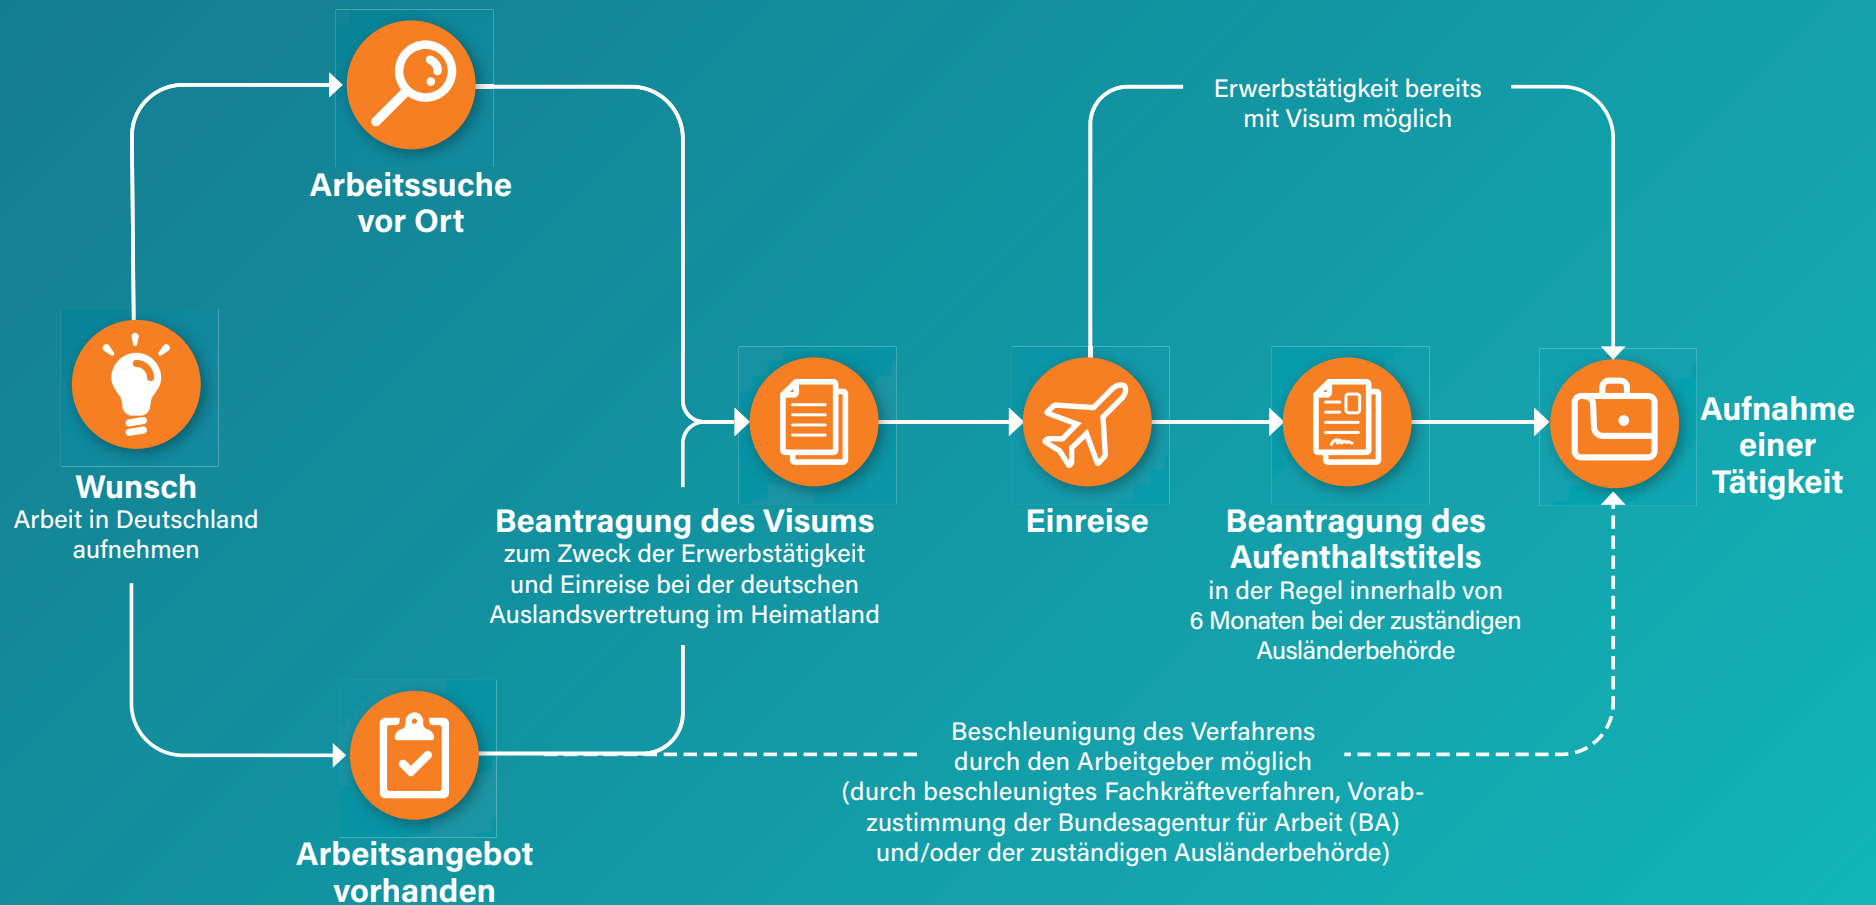 Erwerbstätigkeit bereits
mit Visum möglich
Arbeitssuche
vor Ort
Wunsch
Arbeit in Deutschland
aufnehmen
Beantragung des Visums
zum Zweck der Erwerbstätigkeit
und Einreise bei der deutschen
Auslandsvertretung im Heimatland
Einreise
Beantragung des
Aufenthaltstitels
in der Regel innerhalb von
6 Monaten bei der zuständigen
Ausländerbehörde
Aufnahme
einer
Tätigkeit
Arbeitsangebot
vorhanden
Beschleunigung des Verfahrens
durch den Arbeitgeber möglich
(durch beschleunigtes Fachkräfteverfahren, Vorab-
zustimmung der Bundesagentur für Arbeit (BA)
und/oder der zuständigen Ausländerbehörde)